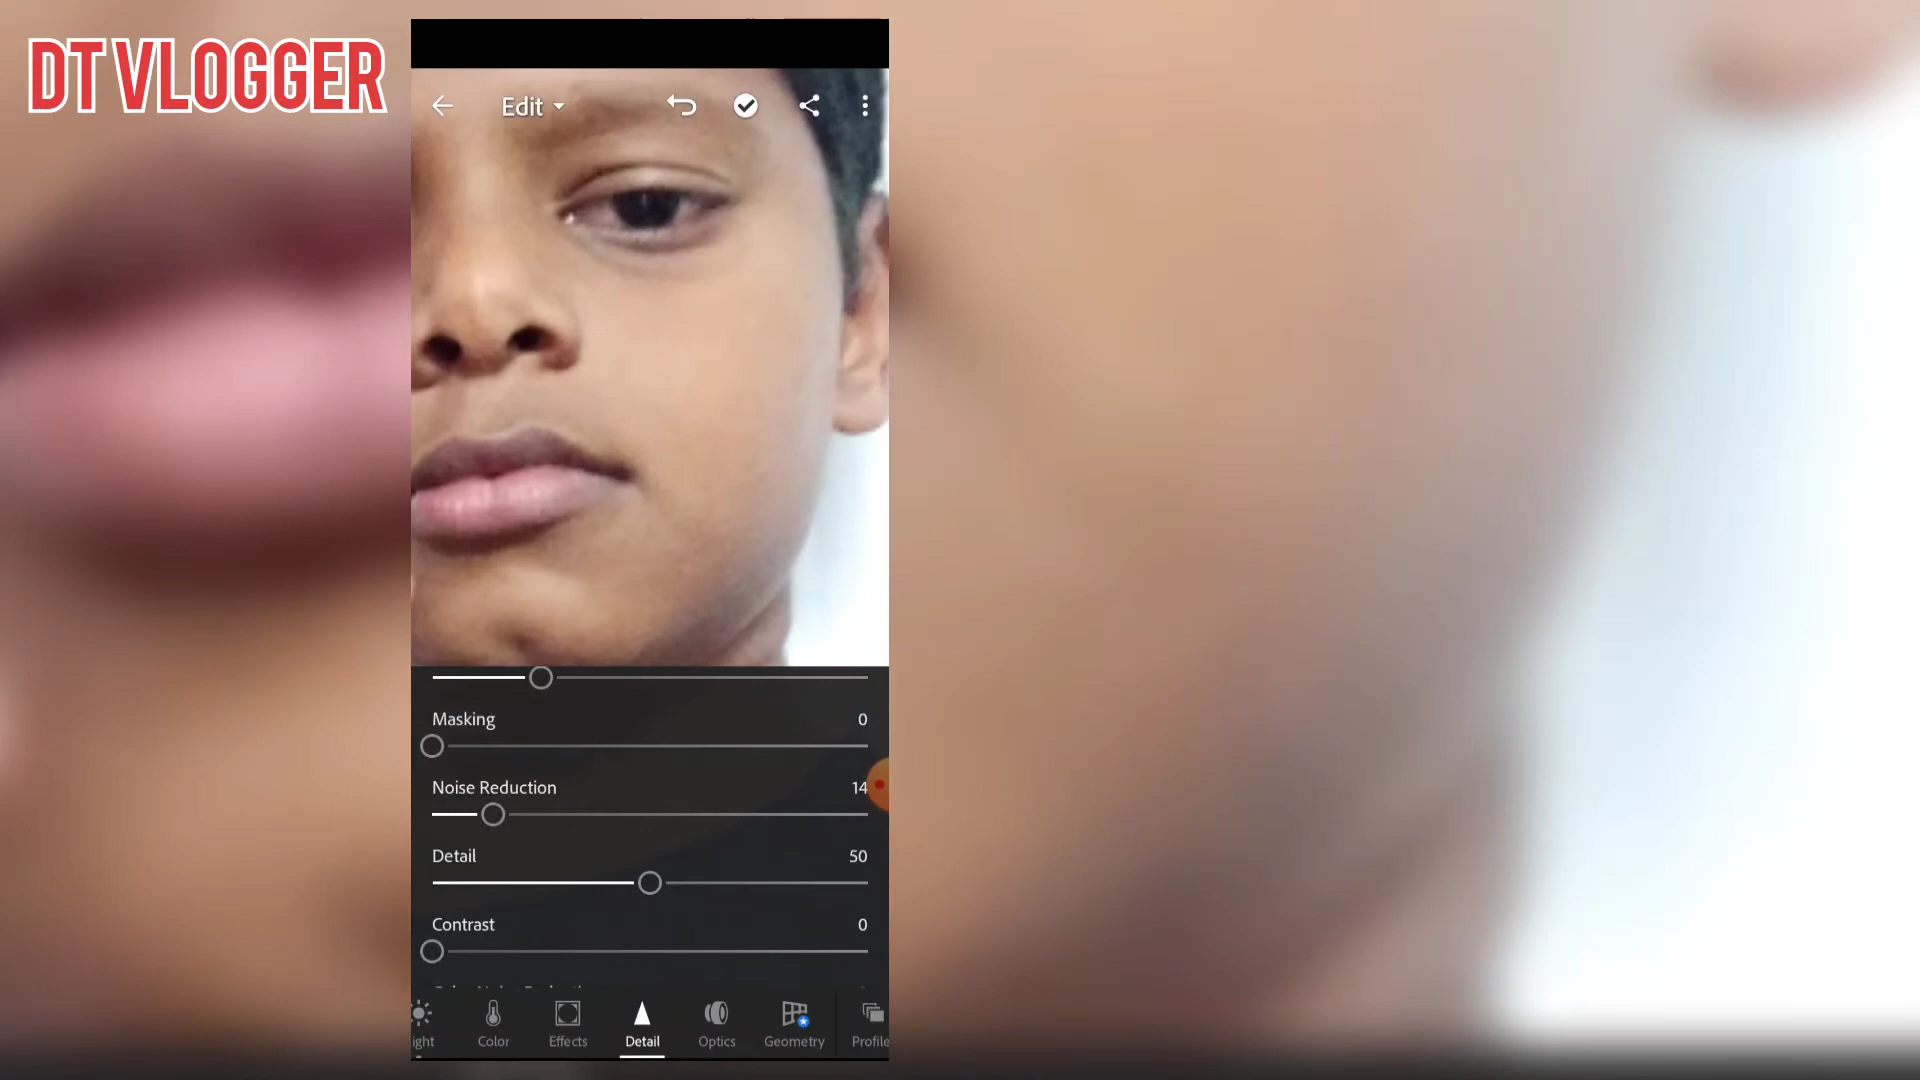 DT VLOGGER
Edit
Masking 0
Noise Reduction 14
Detail 50
Contrast 0
ight Color Effects Detail Optics Geometry Profile